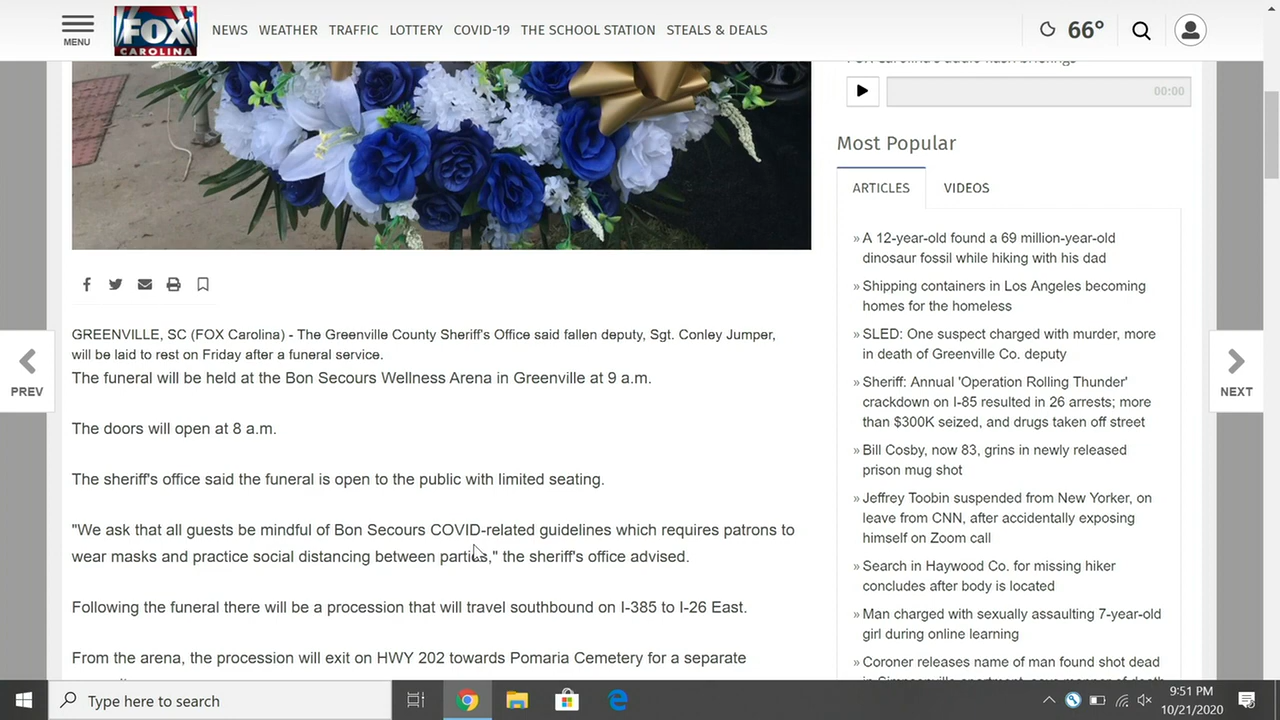 MENU
FOX
CAROLINA
NEWS WEATHER TRAFFIC LOTTERY COVID-19 THE SCHOOL STATION STEALS & DEALS
66°
00:00
Most Popular
ARTICLES VIDEOS
» A 12-year-old found a 69 million-year-old
dinosaur fossil while hiking with his dad
» Shipping containers in Los Angeles becoming
homes for the homeless
» SLED: One suspect charged with murder, more
in death of Greenville Co. deputy
» Sheriff: Annual 'Operation Rolling Thunder'
crackdown on I-85 resulted in 26 arrests; more
than $300K seized, and drugs taken off street
» Bill Cosby, now 83, grins in newly released
prison mug shot
» Jeffrey Toobin suspended from New Yorker, on
leave from CNN, after accidentally exposing
himself on Zoom call
» Search in Haywood Co. for missing hiker
concludes after body is located
» Man charged with sexually assaulting 7-year-old
girl during online learning
» Coroner releases name of man found shot dead
GREENVILLE, SC (FOX Carolina) - The Greenville County Sheriff's Office said fallen deputy, Sgt. Conley Jumper,
will be laid to rest on Friday after a funeral service.
The funeral will be held at the Bon Secours Wellness Arena in Greenville at 9 a.m.
The doors will open at 8 a.m.
The sheriff's office said the funeral is open to the public with limited seating.
"We ask that all guests be mindful of Bon Secours COVID-related guidelines which requires patrons to
wear masks and practice social distancing between parties," the sheriff's office advised.
Following the funeral there will be a procession that will travel southbound on I-385 to I-26 East.
From the arena, the procession will exit on HWY 202 towards Pomaria Cemetery for a separate
PREV
NEXT
Type here to search
9:51 PM
10/21/2020